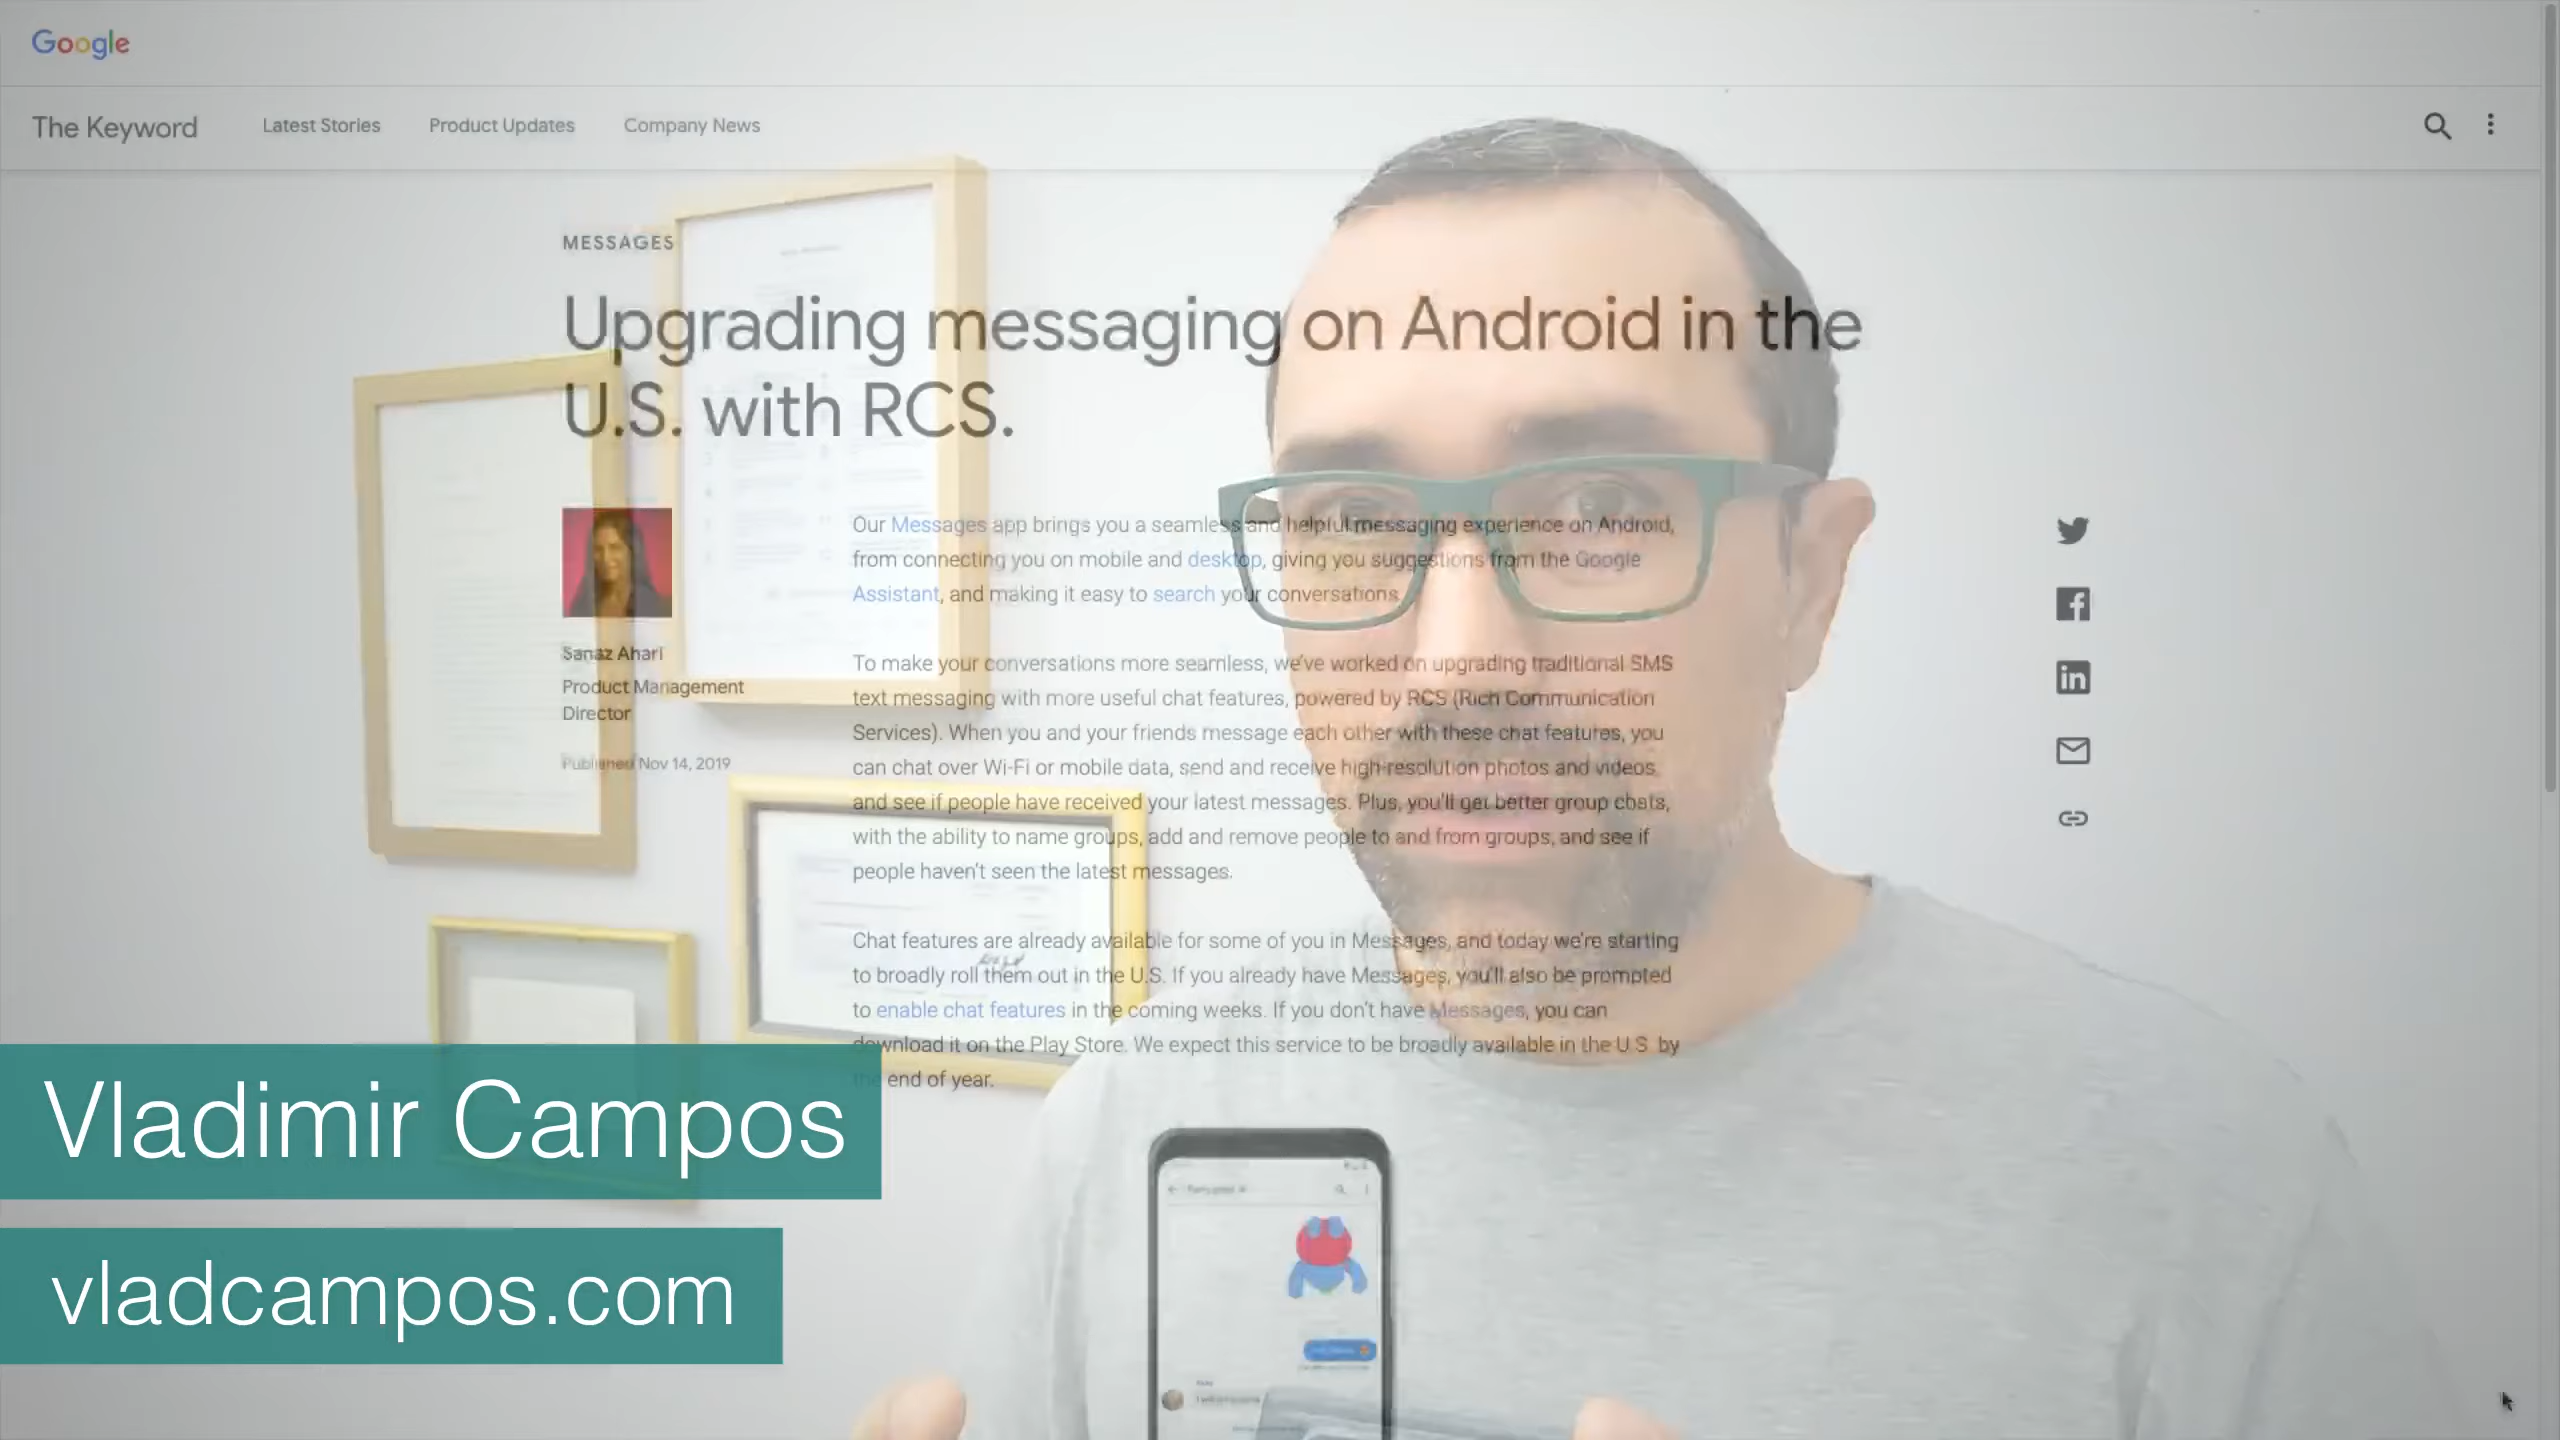 Google
The Keyword
Latest Stories
Product Updates
Company News
MESSAGES
Upgrading messaging on Android in the
U.S. with RCS.
Sanaz Ahari
Product Management
Director
Published Nov 14, 2019
Our Messages app brings you a seamless and helpful messaging experience on Android,
from connecting you on mobile and desktop, giving you suggestions from the Google
Assistant, and making it easy to search your conversations.
To make your conversations more seamless, we've worked on upgrading traditional SMS
text messaging with more useful chat features, powered by RCS (Rich Communication
Services). When you and your friends message each other with these chat features, you
can chat over Wi-Fi or mobile data, send and receive high-resolution photos and videos
and see if people have received your latest messages. Plus, you'll get better group chats,
with the ability to name groups, add and remove people to and from groups, and see if
people haven't seen the latest messages.
Chat features are already available for some of you in Messages, and today we're starting
to broadly roll them out in the U.S. If you already have Messages, you'll also be prompted
to enable chat features in the coming weeks. If you don't have Messages, you can
download it on the Play Store. We expect this service to be broadly available in the U.S. by
the end of year.
Vladimir Campos
vladcampos.com